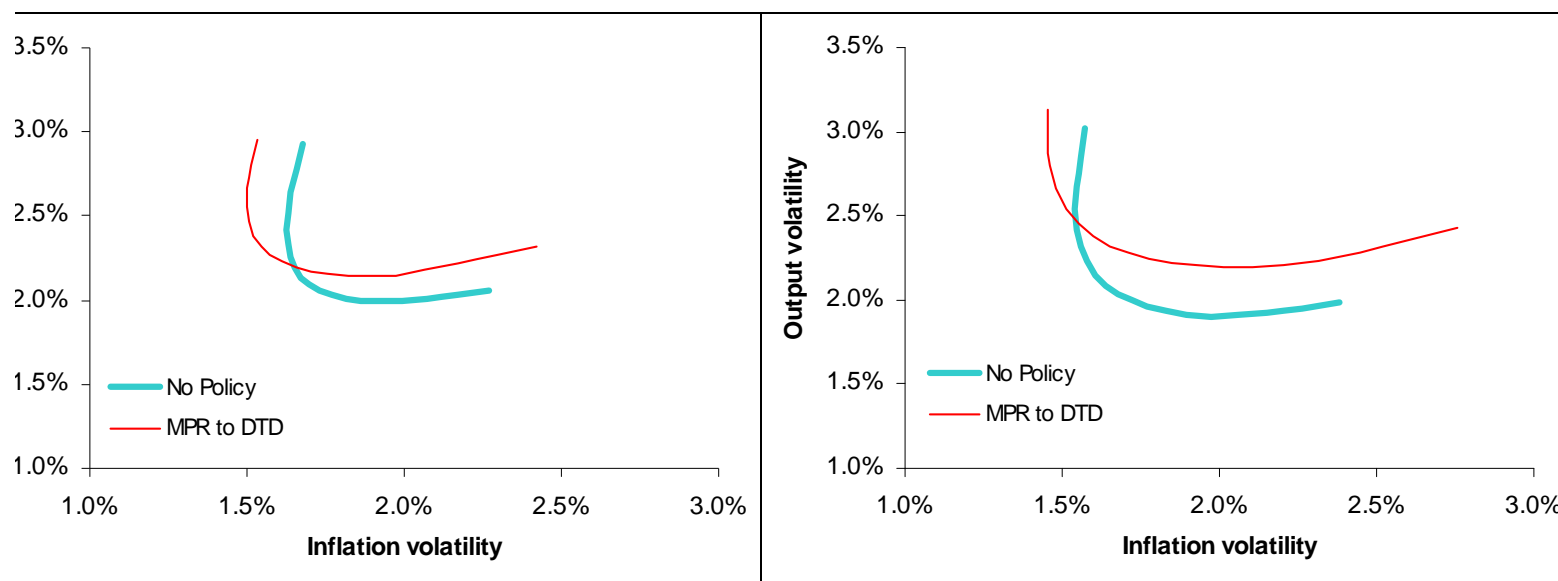 3.5%
3.0%
2.5%
2.0%
1.5%
1.0%
No Policy
MPR to DTD
1.0% 1.5% 2.0% 2.5% 3.0%
Inflation volatility
Output volatility
3.5%
3.0%
2.5%
2.0%
1.5%
1.0%
No Policy
MPR to DTD
1.0% 1.5% 2.0% 2.5% 3.0%
Inflation volatility